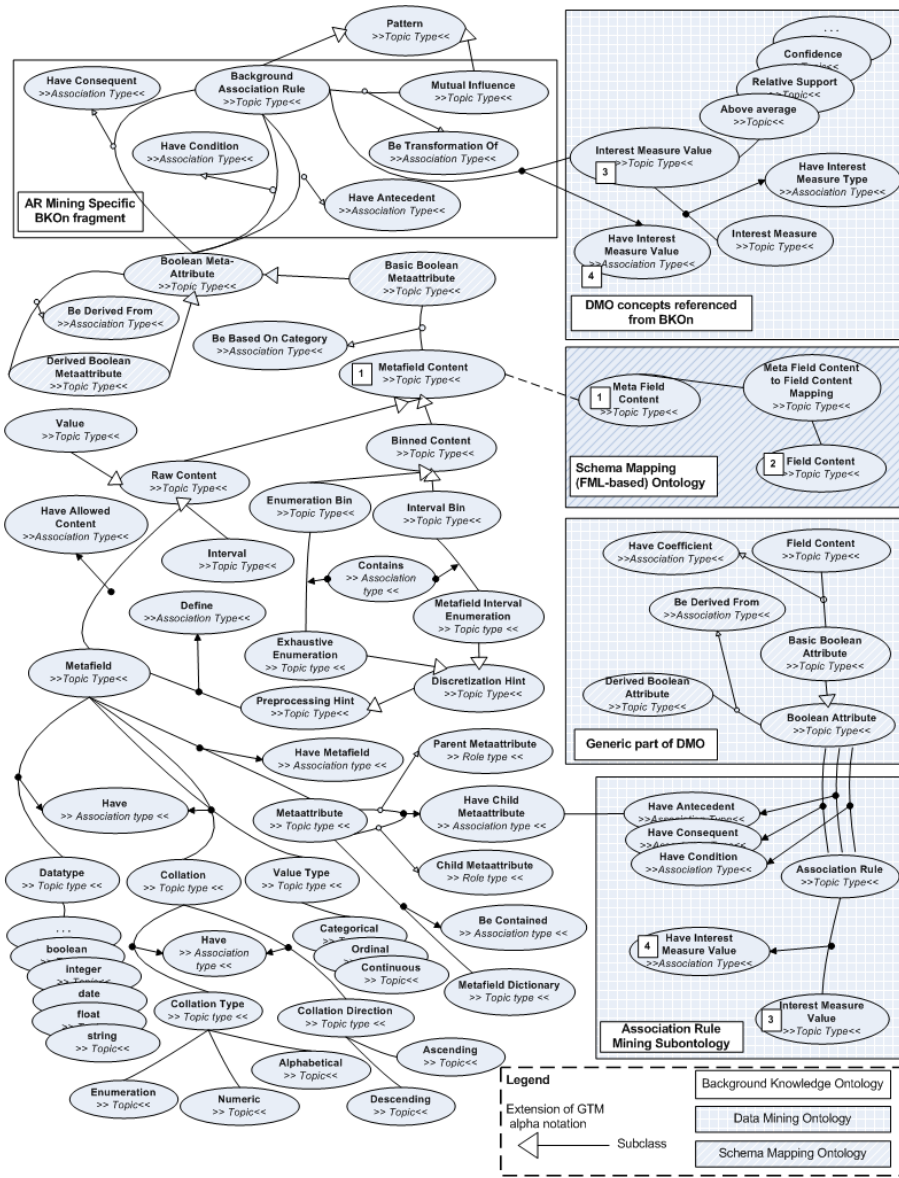 Pattern
>>Topic Type<<
Have Consequent
>>Association Type<<
Background
Association Rule
>>Topic Type<<
Mutual Influence
>>Topic Type<<
Have Condition
>>Association Type<<
Be Transformation Of
>>Association Type<<
Have Antecedent
>>Association Type<<
AR Mining Specific
BKOn fragment
. . .
Confidence
Relative Support
>>Topic<<
Above average
>>Topic<<
Interest Measure Value
>>Topic Type<<
3
Have Interest
Measure Type
>>Association Type<<
Interest Measure
>>Topic Type<<
Have Interest
Measure Value
>>Association Type<<
4
DMO concepts referenced
from BKOn
Boolean Meta-
Attribute
>>Topic Type<<
Basic Boolean
Metaattribute
>>Topic Type<<
Be Derived From
>>Association Type<<
Be Based On Category
>>Association Type<<
Derived Boolean
Metaattribute
>>Topic Type<<
1
Metafield Content
>>Topic Type<<
1
Meta Field
Content
>>Topic Type<<
Meta Field Content
to Field Content
Mapping
>>Topic Type<<
2
Field Content
>>Topic Type<<
Schema Mapping
(FML-based) Ontology
Value
>>Topic Type<<
Binned Content
>>Topic Type<<
Raw Content
>>Topic Type<<
Enumeration Bin
>>Topic Type<<
Interval Bin
>>Topic Type<<
Have Allowed
Content
>>Association Type<<
Interval
>>Topic Type<<
Contains
>> Association
type <<
Define
>>Association Type<<
Metafield Interval
Enumeration
>> Topic type <<
Exhaustive
Enumeration
>> Topic type <<
Metafield
>>Topic Type<<
Preprocessing Hint
>>Topic Type<<
Discretization Hint
>>Topic Type<<
Have Coefficient
>>Association Type<<
Field Content
>>Topic Type<<
Be Derived From
>>Association Type<<
Basic Boolean
Attribute
>>Topic Type<<
Derived Boolean
Attribute
>>Topic Type<<
Boolean Attribute
>>Topic Type<<
Generic part of DMO
Have Metafield
>> Association type <<
Parent Metaattribute
>> Role type <<
Have
>> Association type <<
Metaattribute
>> Topic type <<
Have Child
Metaattribute
>> Association type <<
Child Metaattribute
>> Role type <<
Have Antecedent
>>Association Type<<
Have Consequent
Have Condition
>>Association Type<<
Association Rule
>>Topic Type<<
4
Have Interest
Measure Value
>>Association Type<<
3
Interest Measure
Value
>>Topic Type<<
Association Rule
Mining Subontology
Datatype
>> Topic type <<
Collation
>> Topic type <<
Value Type
>> Topic type <<
Be Contained
>> Association type <<
. . .
boolean
integer
date
float
string
>> Topic<<
Have
>> Association
type <<
Categorical
Ordinal
Continuous
>> Topic<<
Metafield Dictionary
>> Topic type <<
Collation Type
>> Topic type <<
Collation Direction
>> Topic type <<
Alphabetical
>> Topic<<
Ascending
>> Topic<<
Enumeration
>> Topic<<
Numeric
>> Topic<<
Descending
>> Topic<<
Legend
Extension of GTM
alpha notation
Subclass
Background Knowledge Ontology
Data Mining Ontology
Schema Mapping Ontology